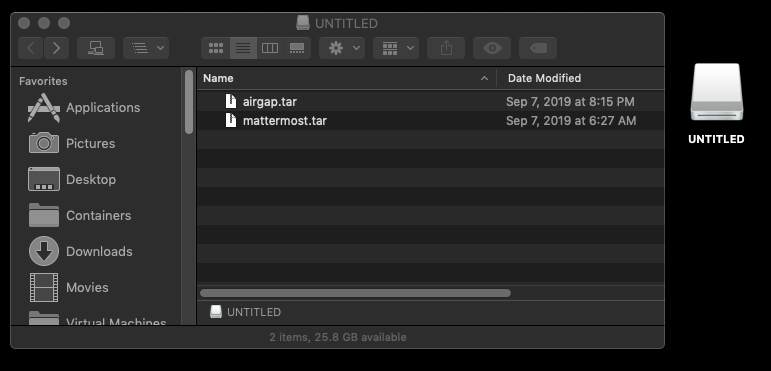 UNTITLED
Favorites
Applications
Pictures
Desktop
Containers
Downloads
Movies
Virtual Machines
Name Date Modified
airgap.tar Sep 7, 2019 at 8:15 PM
mattermost.tar Sep 7, 2019 at 6:27 AM
UNTITLED
2 items, 25.8 GB available
UNTITLED